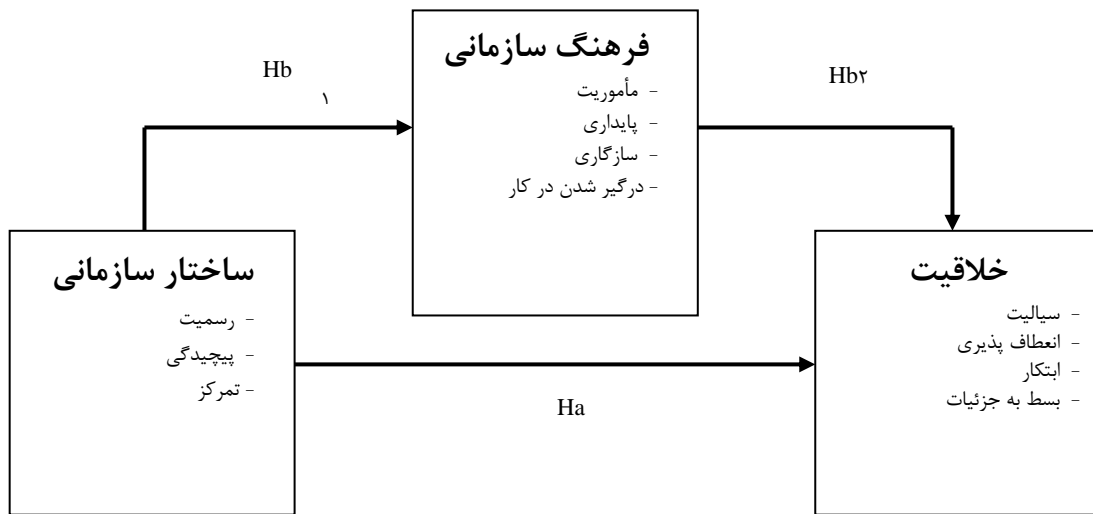 فرهنگ سازمانی
- مأموریت
- پایداری
- سازگاری
- درگیر شدن در کار
Hb
۱
Hb۲
ساختار سازمانی
- رسمیت
- پیچیدگی
- تمرکز
خلاقیت
- سیالیت
- انعطاف پذیری
- ابتکار
- بسط به جزئیات
Ha